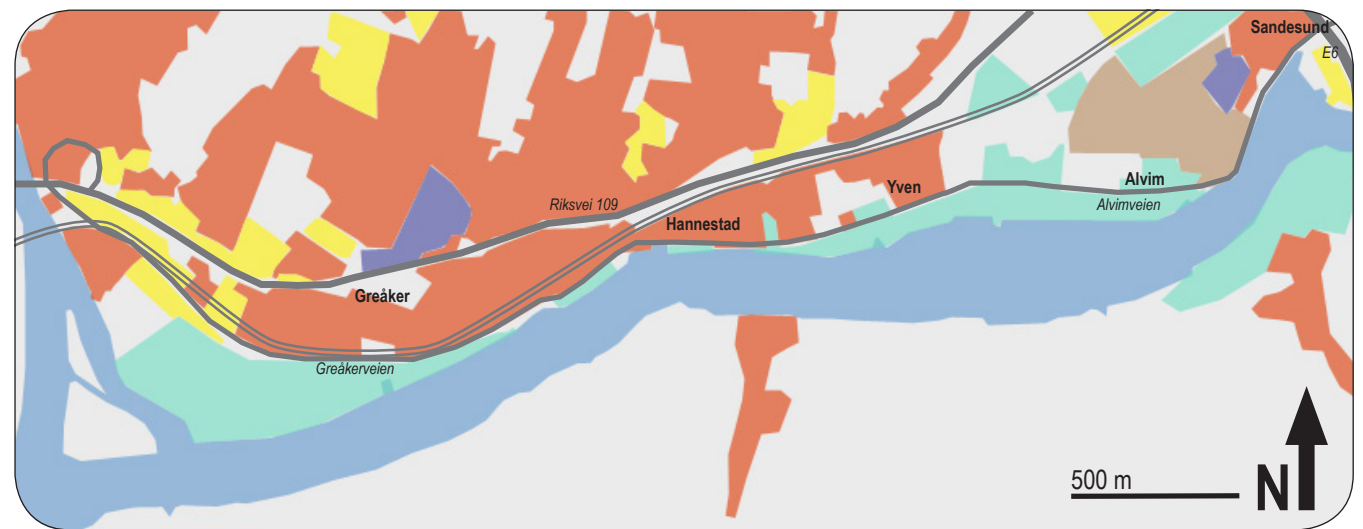 Sandesund
E6
Alvim
Yven
Alvimveien
Riksvei 109
Hannestad
Greåker
Greåkerveien
500 m
N